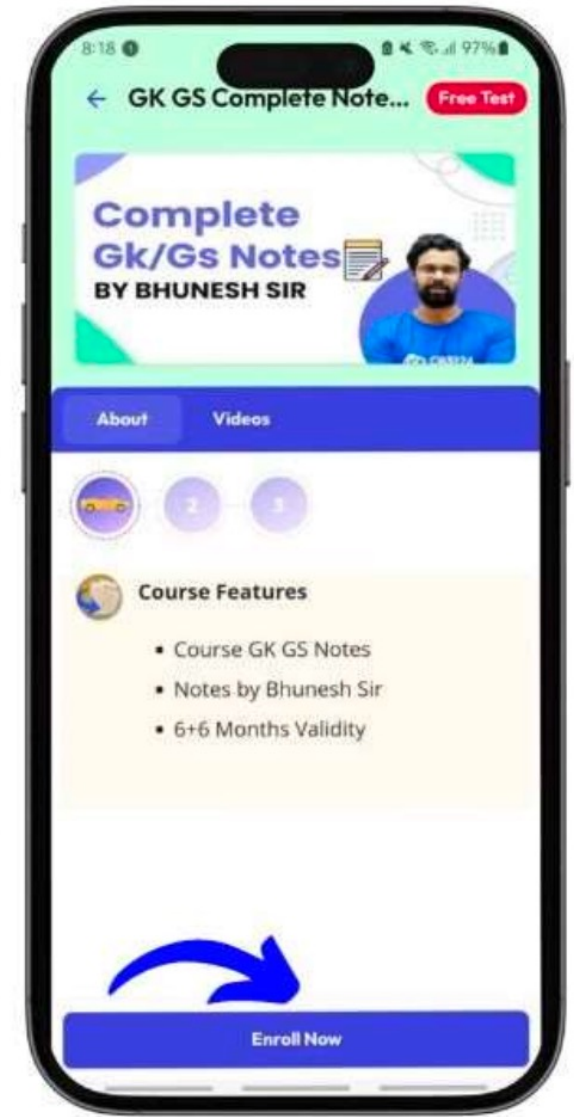 8:18
97%
GK GS Complete Note...
Free Test
Complete
Gk/Gs Notes
BY BHUNESH SIR
About
Videos
2
3
Course Features
Course GK GS Notes
Notes by Bhunesh Sir
6+6 Months Validity
Enroll Now